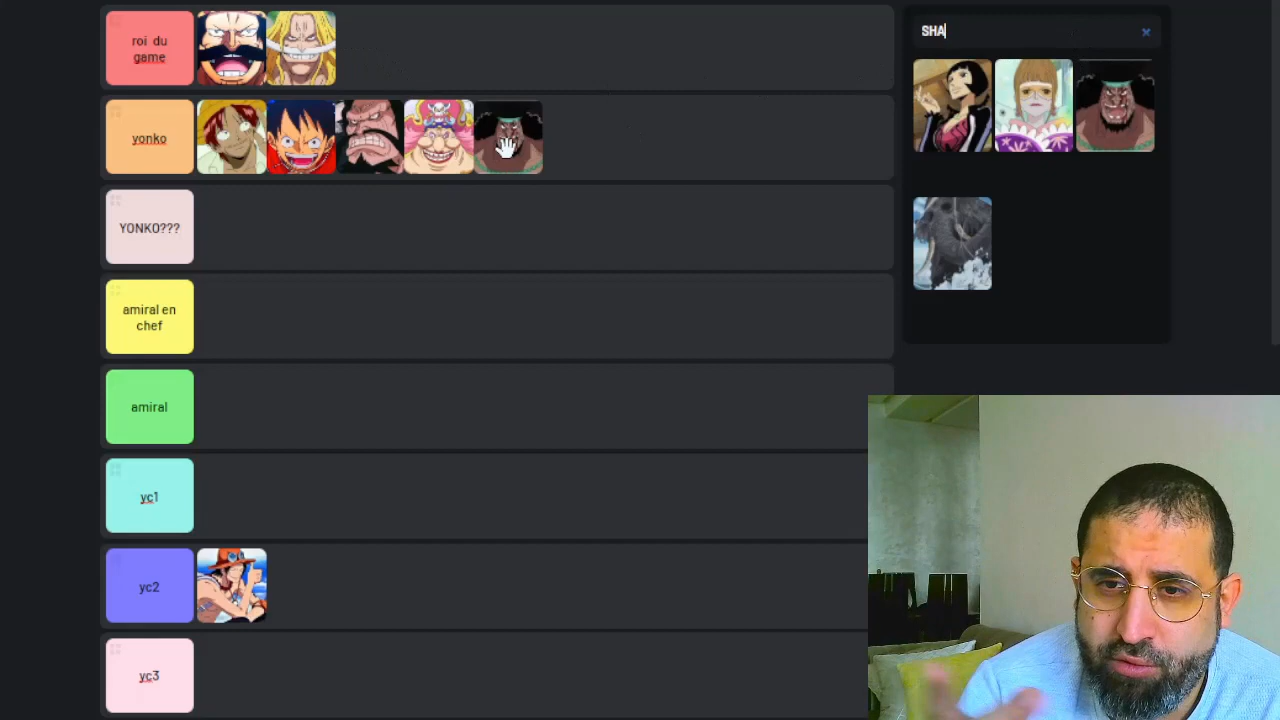 roi du
game
SHA
yonko
YONKO???
amiral en
chef
amiral
yc1
yc2
yc3